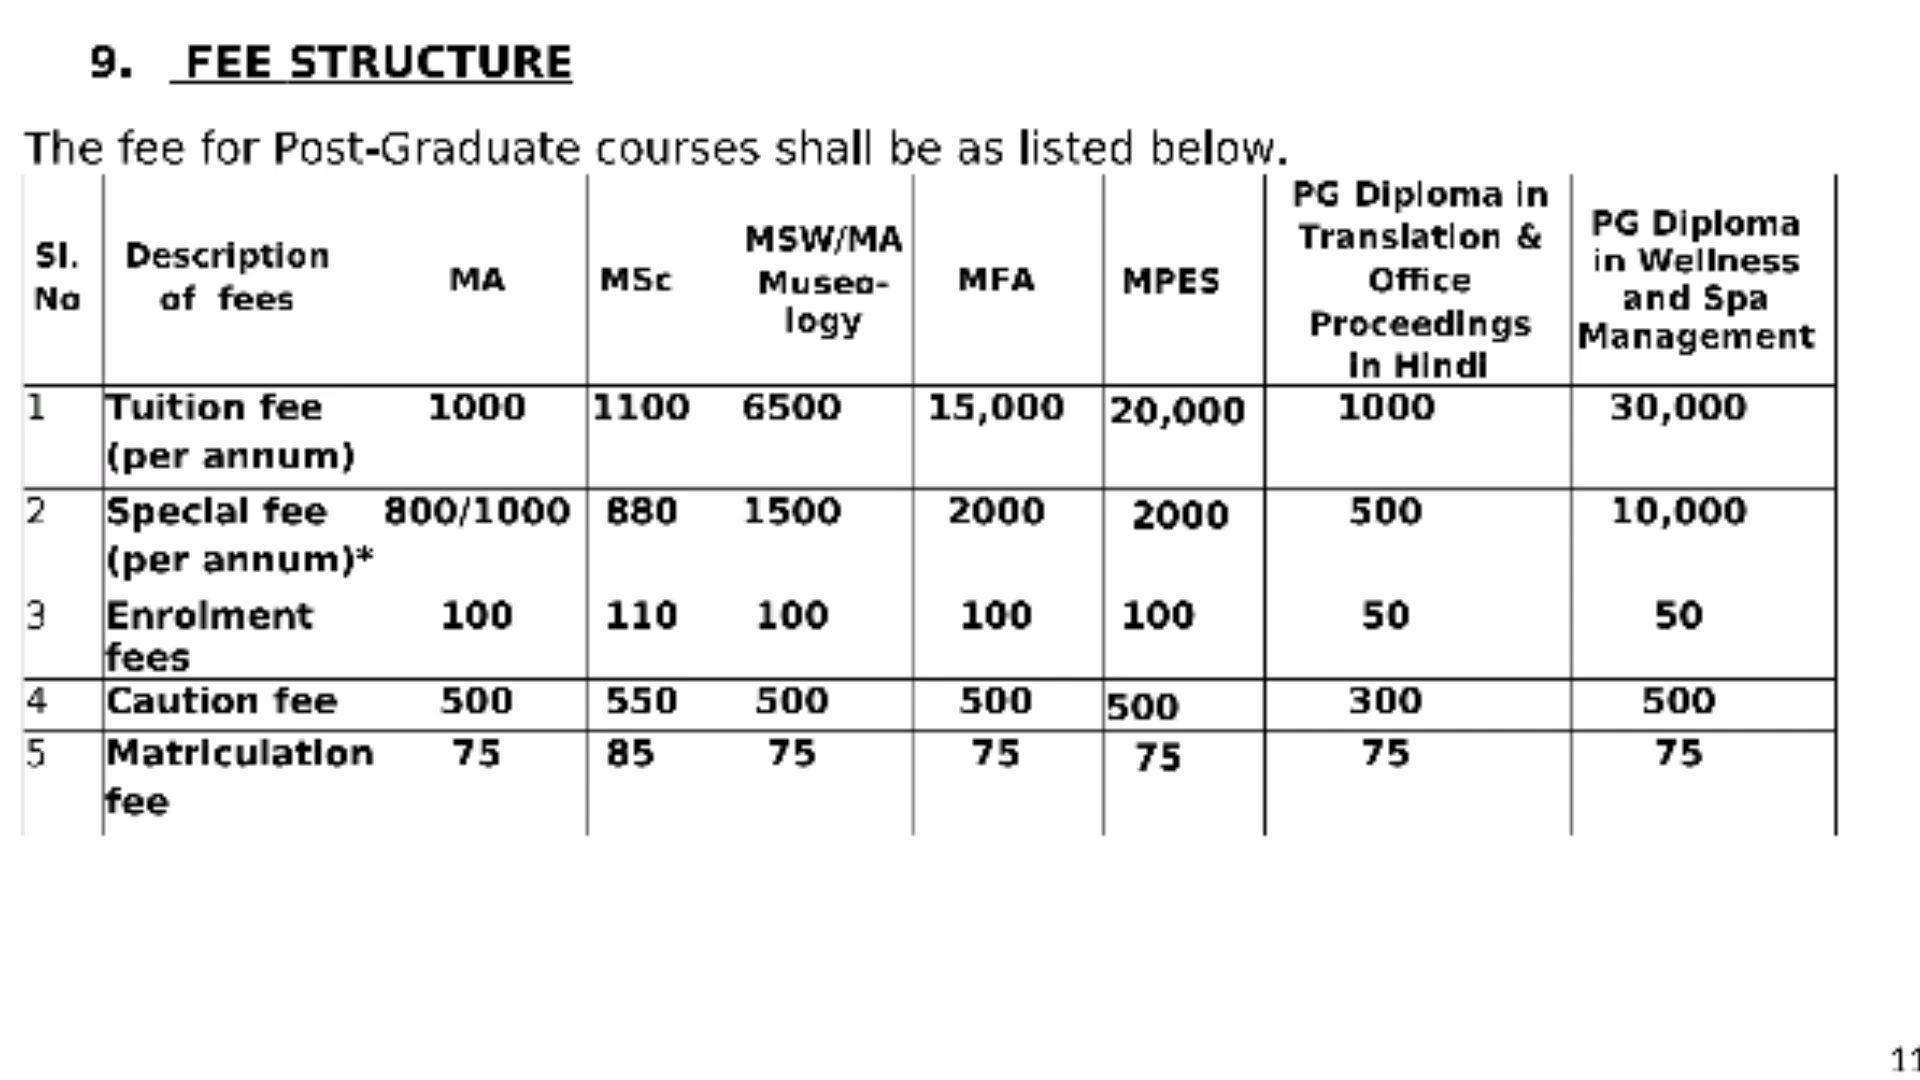 9. FEE STRUCTURE
The fee for Post-Graduate courses shall be as listed below.
Sl. No | Description of fees | MA | MSc | MSW/MA Museo-logy | MFA | MPES | PG Diploma in Translation & Office Proceedings in Hindi | PG Diploma in Wellness and Spa Management
1 | Tuition fee (per annum) | 1000 | 1100 | 6500 | 15,000 | 20,000 | 1000 | 30,000
2 | Special fee (per annum)* | 800/1000 | 880 | 1500 | 2000 | 2000 | 500 | 10,000
3 | Enrolment fees | 100 | 110 | 100 | 100 | 100 | 50 | 50
4 | Caution fee | 500 | 550 | 500 | 500 | 500 | 300 | 500
5 | Matriculation fee | 75 | 85 | 75 | 75 | 75 | 75 | 75
11